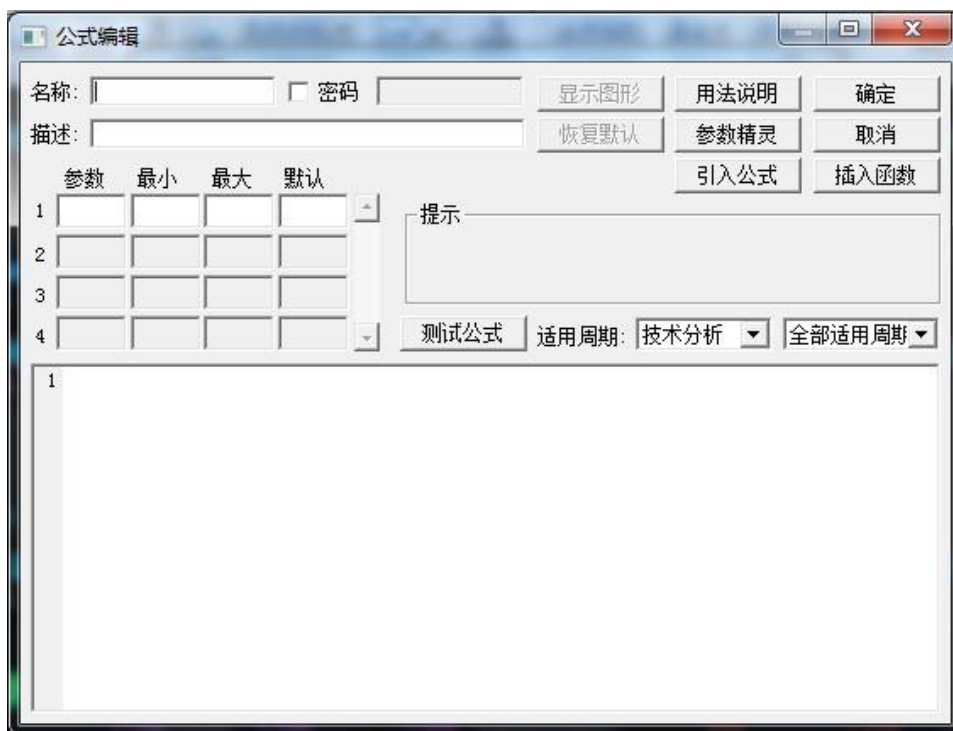 公式编辑
名称: 密码 显示图形 用法说明 确定
描述: 恢复默认 参数精灵 取消
引入公式 插入函数
参数 最小 最大 默认
1
提示
2
3
4
测试公式 适用周期: 技术分析 全部适用周期
1